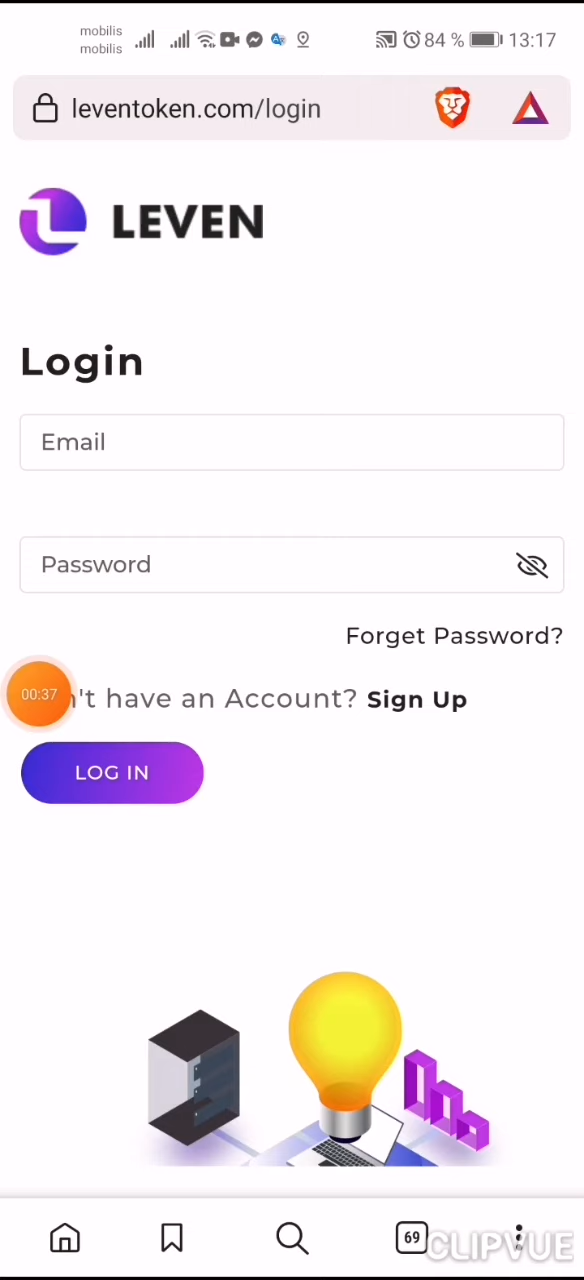 mobilis
mobilis
84 % 13:17
leventoken.com/login
LEVEN
Login
Email
Password
Forget Password?
00:37
't have an Account? Sign Up
LOG IN
69
CLIPVUE